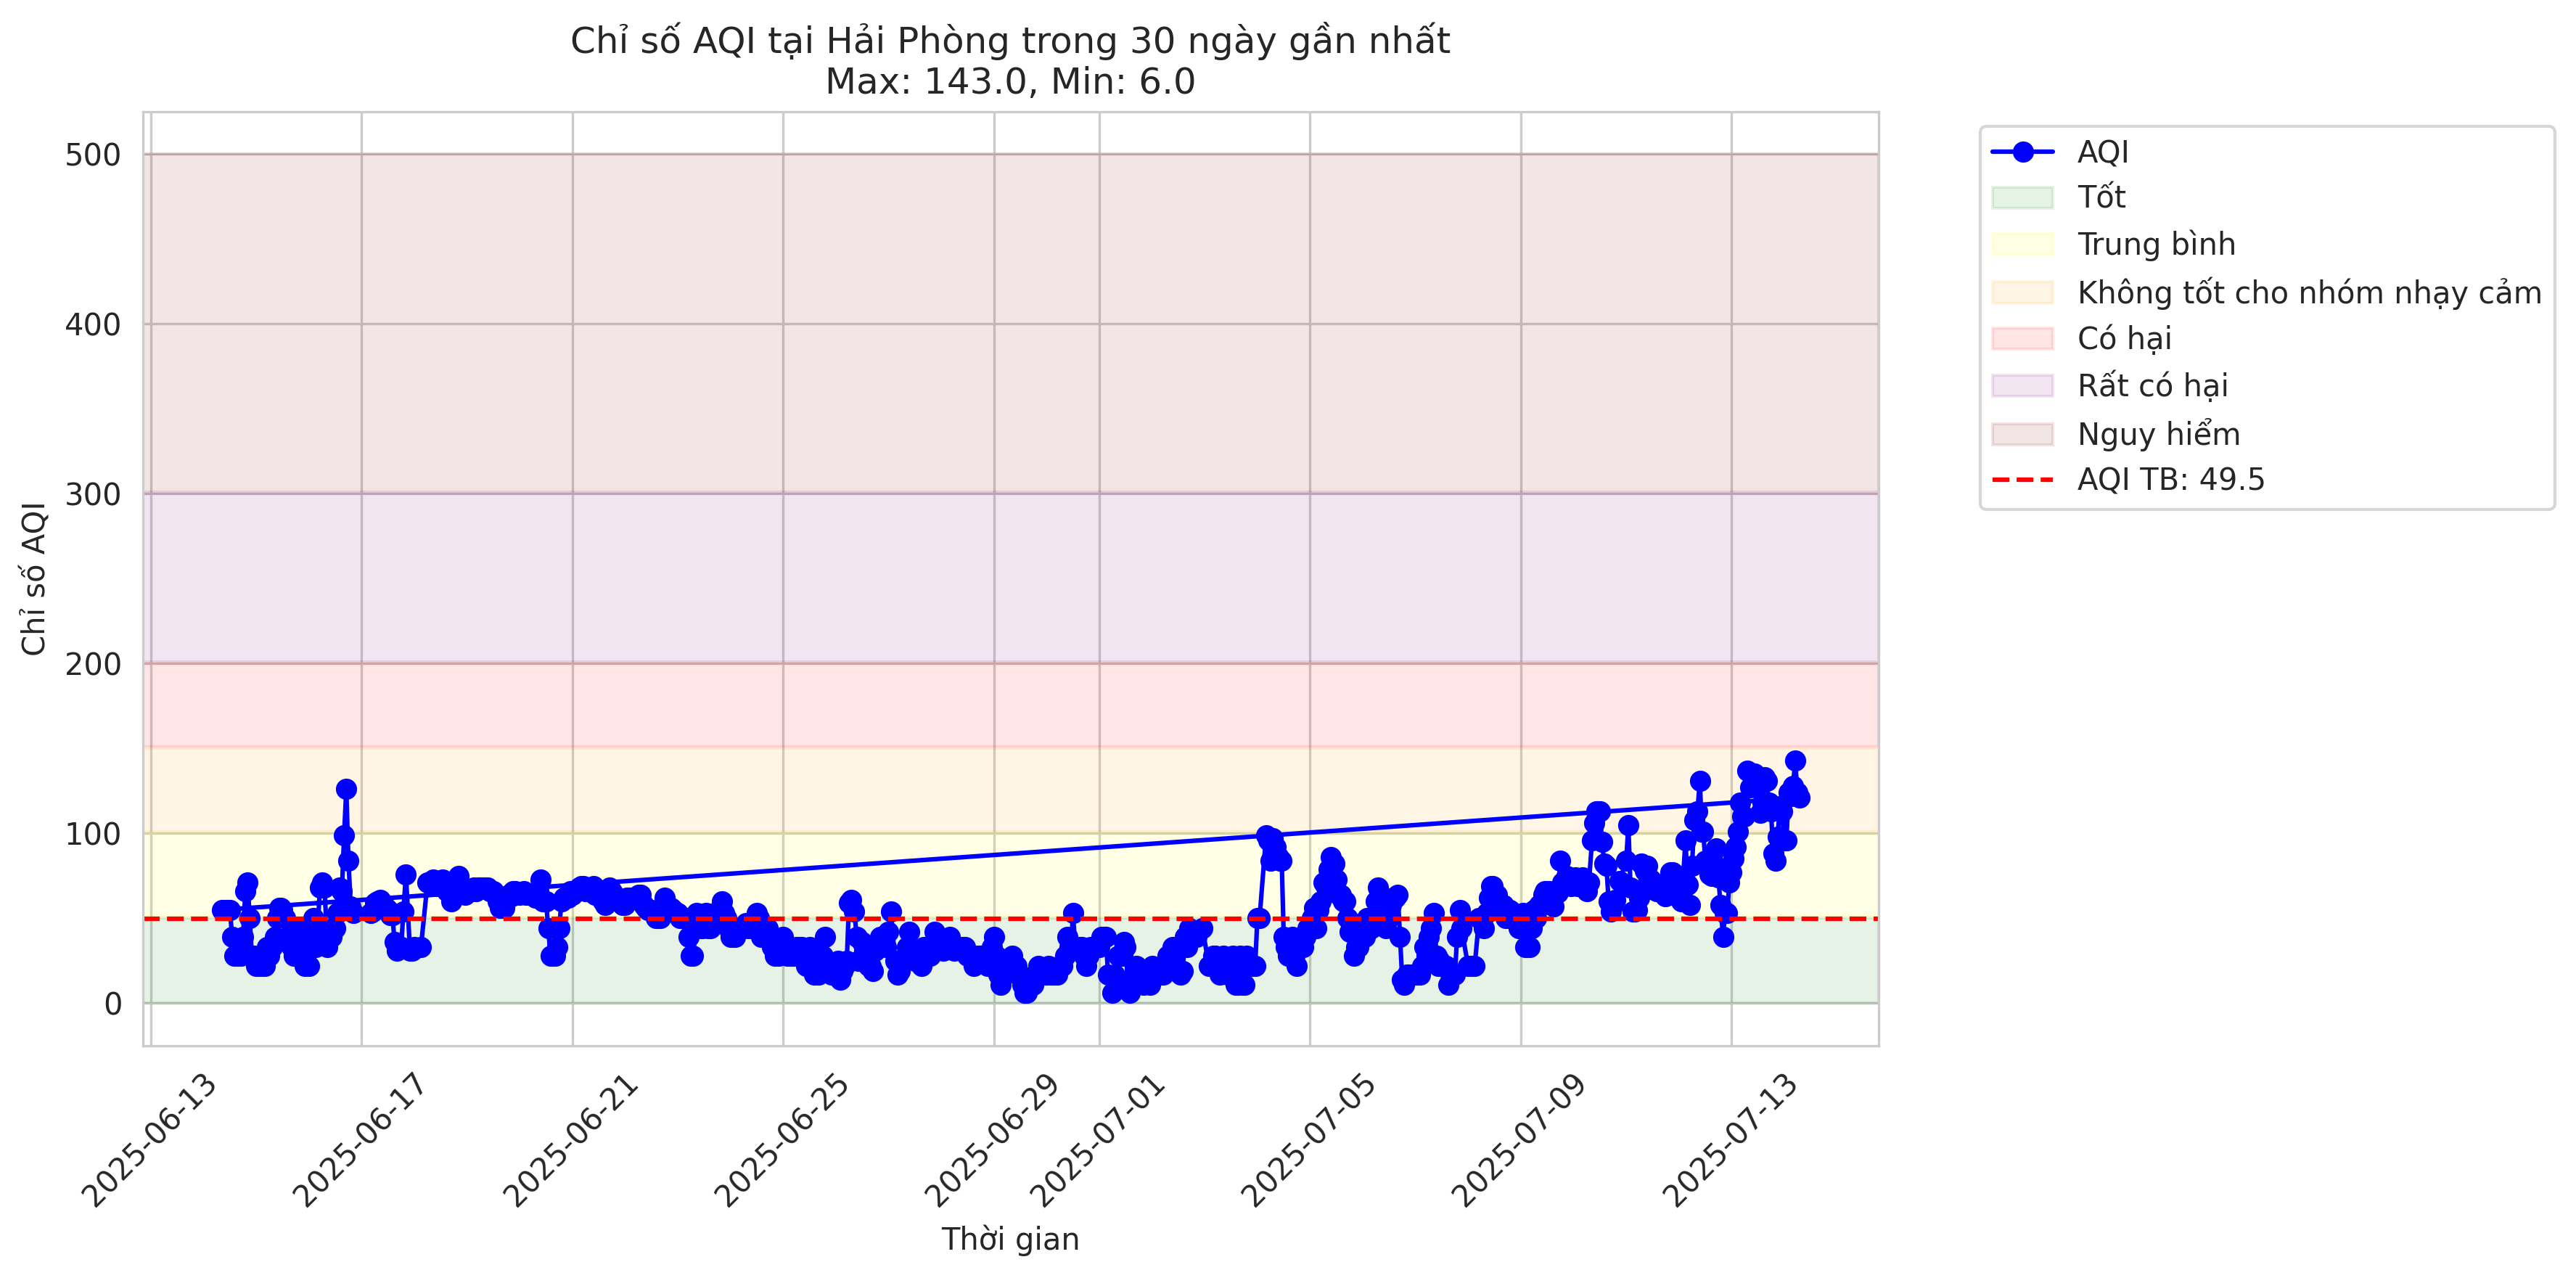 Chỉ số AQI tại Hải Phòng trong 30 ngày gần nhất
Max: 143.0, Min: 6.0
Chỉ số AQI
500
400
300
200
100
0
2025-06-13
2025-06-17
2025-06-21
2025-06-25
2025-06-29
2025-07-01
2025-07-05
2025-07-09
2025-07-13
Thời gian
AQI
Tốt
Trung bình
Không tốt cho nhóm nhạy cảm
Có hại
Rất có hại
Nguy hiểm
AQI TB: 49.5